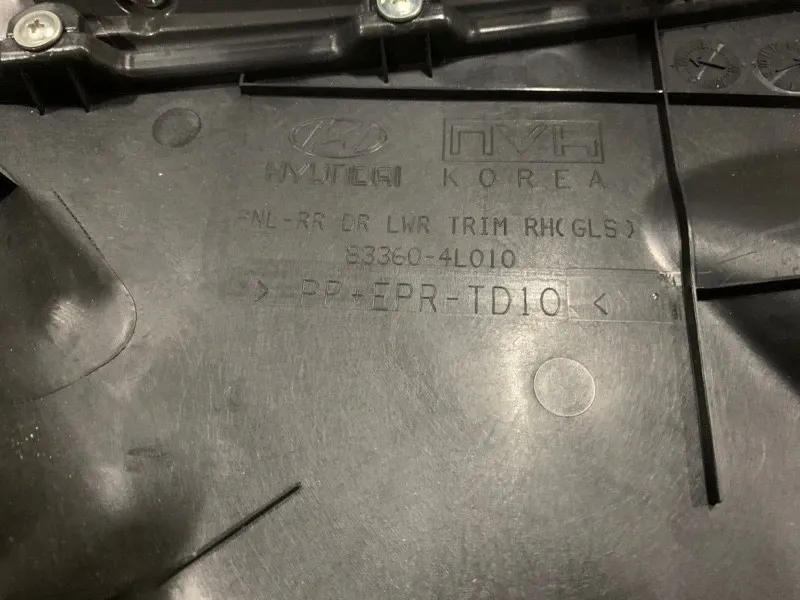 HYUNDAI
NVH
KOREA
PNL-RR DR LWR TRIM RH(GLS)
83360-4L010
> PP+EPR-TD10 <